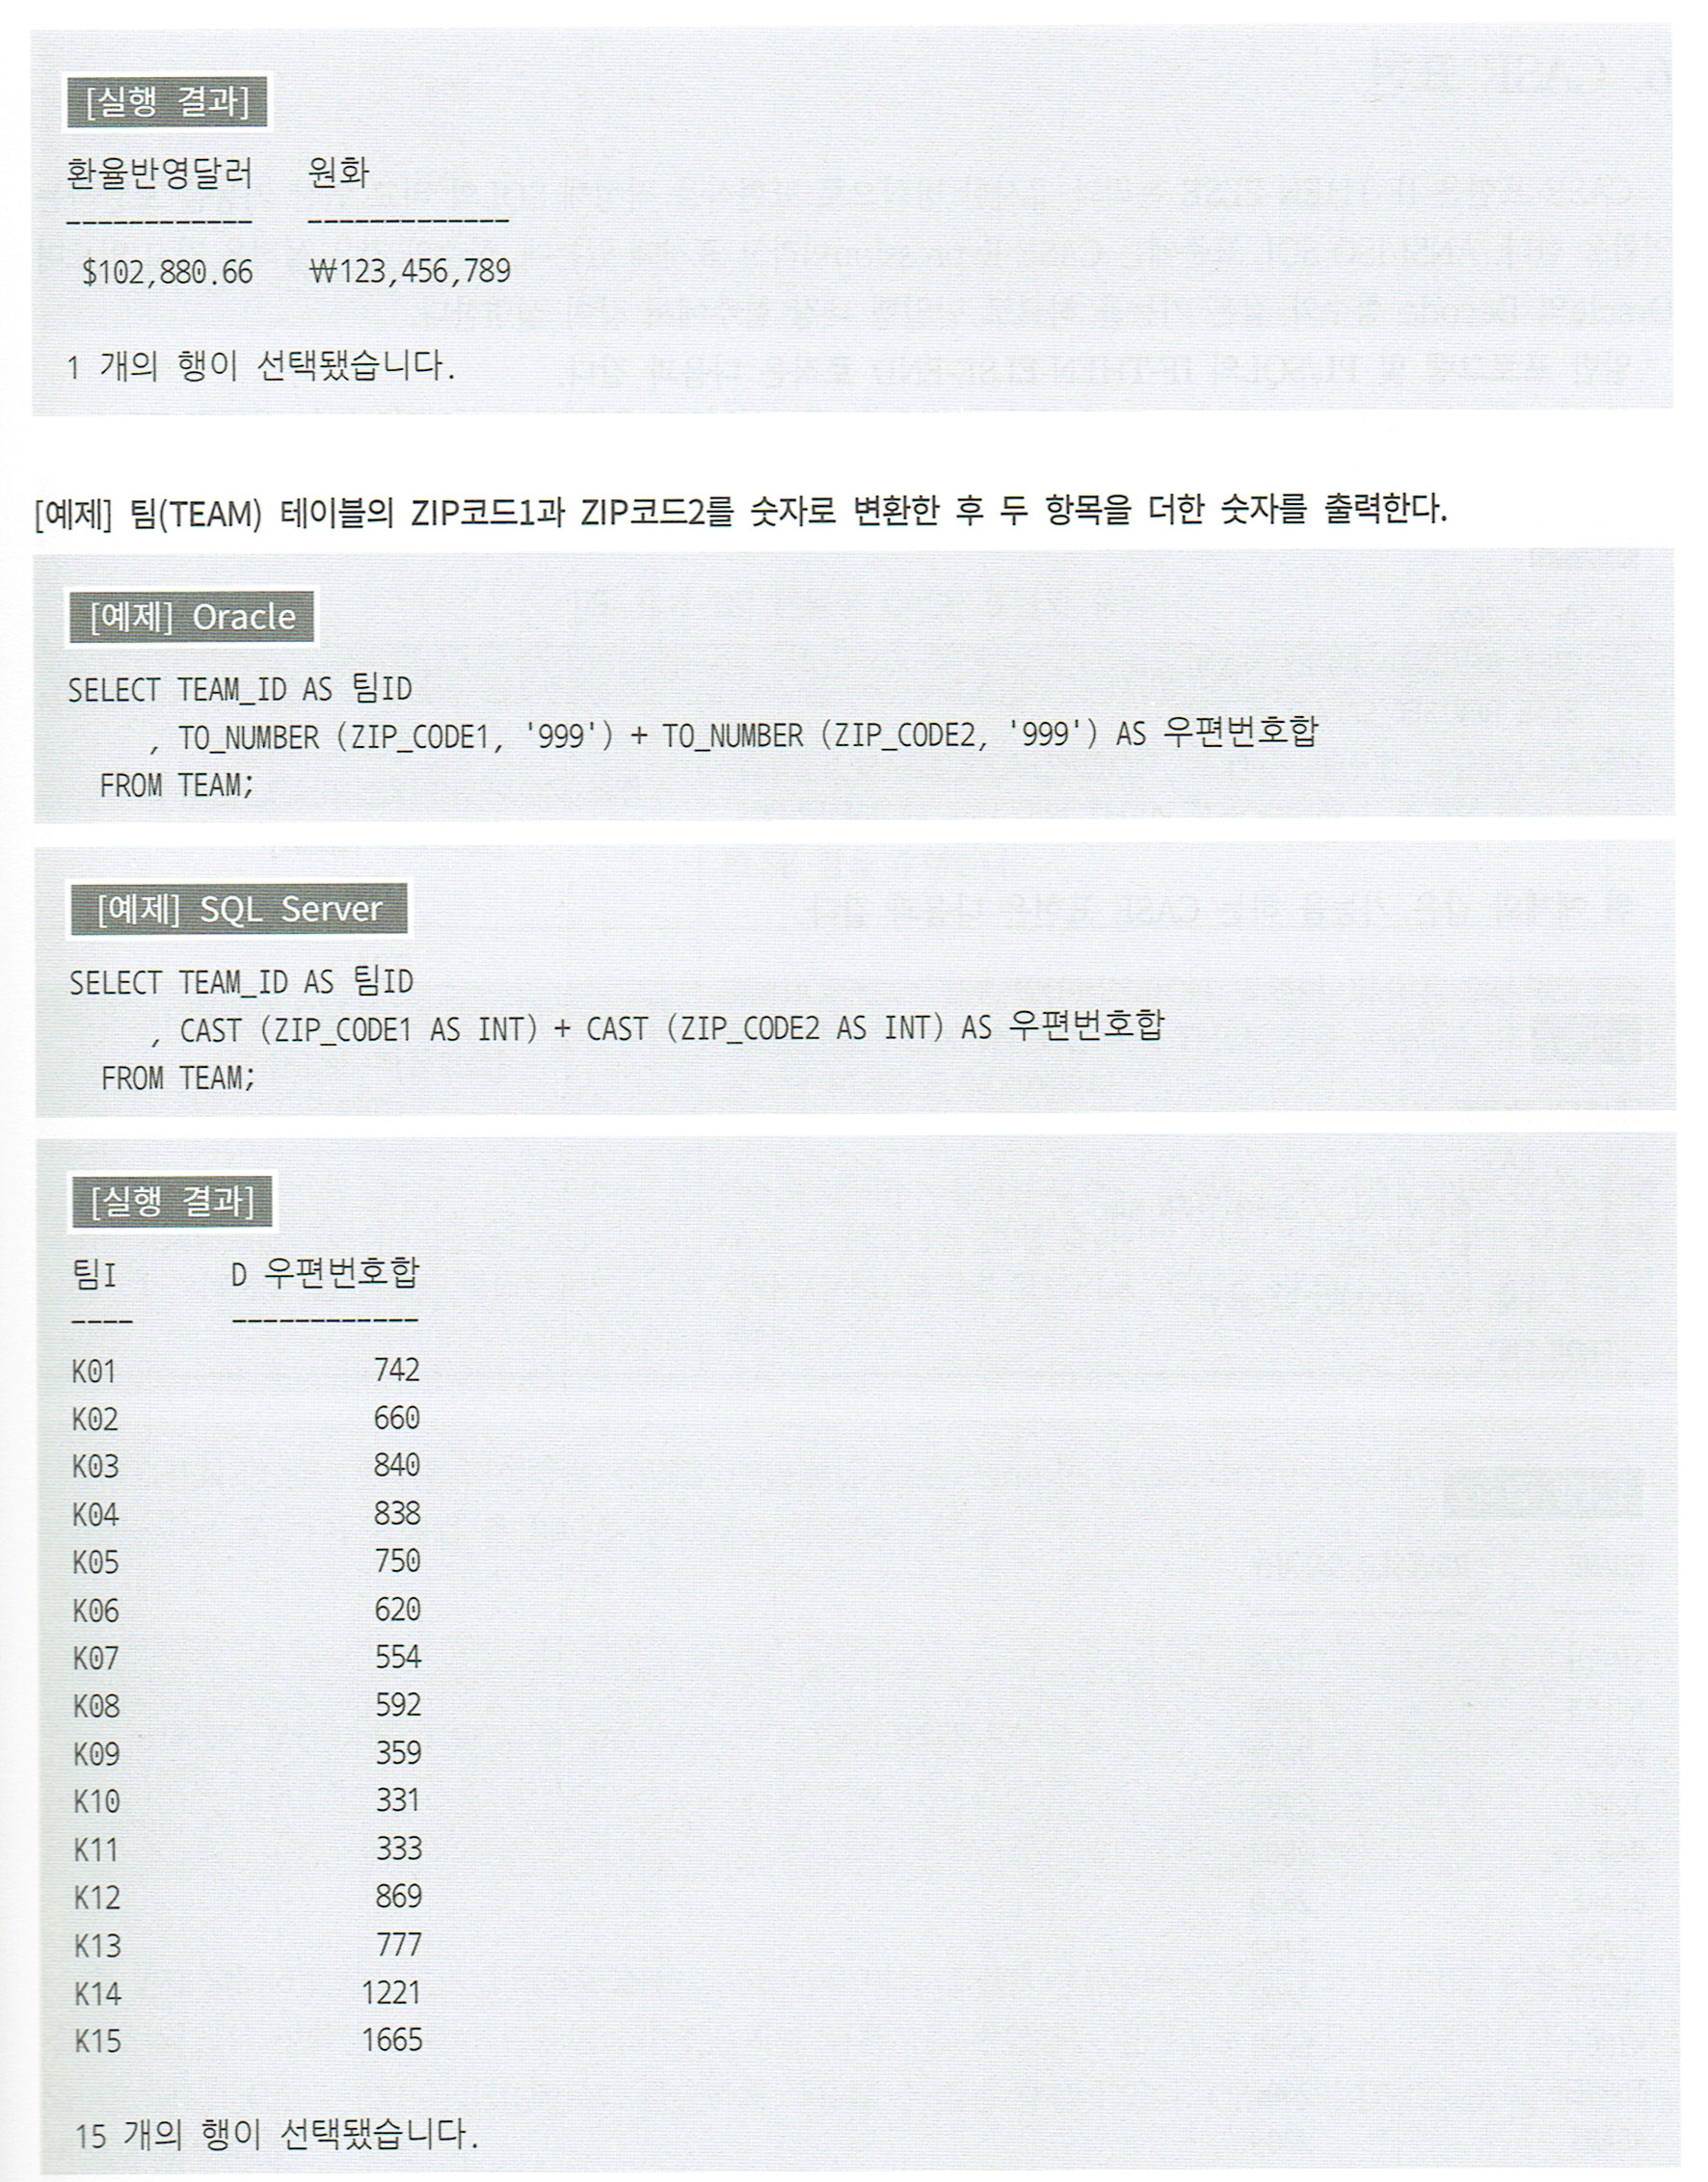 [실행 결과]
환율반영달러 원화
------------ -------------
$102,880.66 ₩123,456,789
1 개의 행이 선택됐습니다.
[예제] 팀(TEAM) 테이블의 ZIP코드1과 ZIP코드2를 숫자로 변환한 후 두 항목을 더한 숫자를 출력한다.
[예제] Oracle
SELECT TEAM_ID AS 팀ID
, TO_NUMBER (ZIP_CODE1, '999') + TO_NUMBER (ZIP_CODE2, '999') AS 우편번호합
FROM TEAM;
[예제] SQL Server
SELECT TEAM_ID AS 팀ID
, CAST (ZIP_CODE1 AS INT) + CAST (ZIP_CODE2 AS INT) AS 우편번호합
FROM TEAM;
[실행 결과]
팀I D 우편번호합
---- ------------
K01 742
K02 660
K03 840
K04 838
K05 750
K06 620
K07 554
K08 592
K09 359
K10 331
K11 333
K12 869
K13 777
K14 1221
K15 1665
15 개의 행이 선택됐습니다.